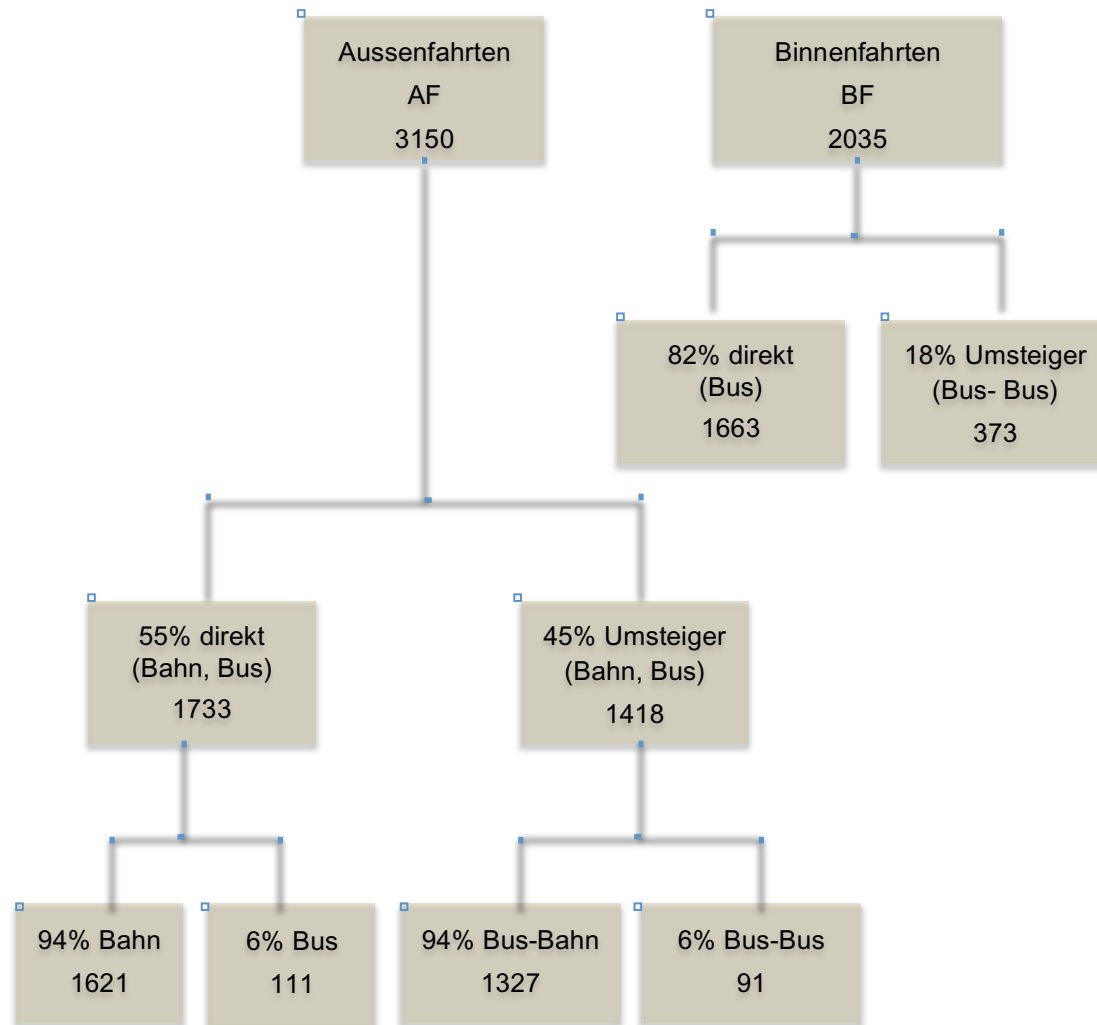 Aussenfahrten
AF
3150
Binnenfahrten
BF
2035
82% direkt
(Bus)
1663
18% Umsteiger
(Bus- Bus)
373
55% direkt
(Bahn, Bus)
1733
45% Umsteiger
(Bahn, Bus)
1418
94% Bahn
1621
6% Bus
111
94% Bus-Bahn
1327
6% Bus-Bus
91